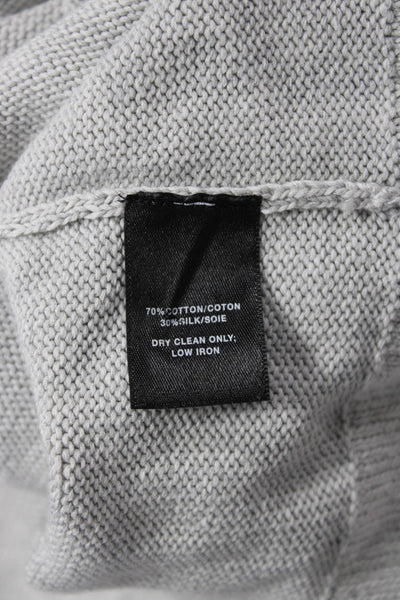 70%COTTON/COTON
30%SILK/SOIE
DRY CLEAN ONLY;
LOW IRON